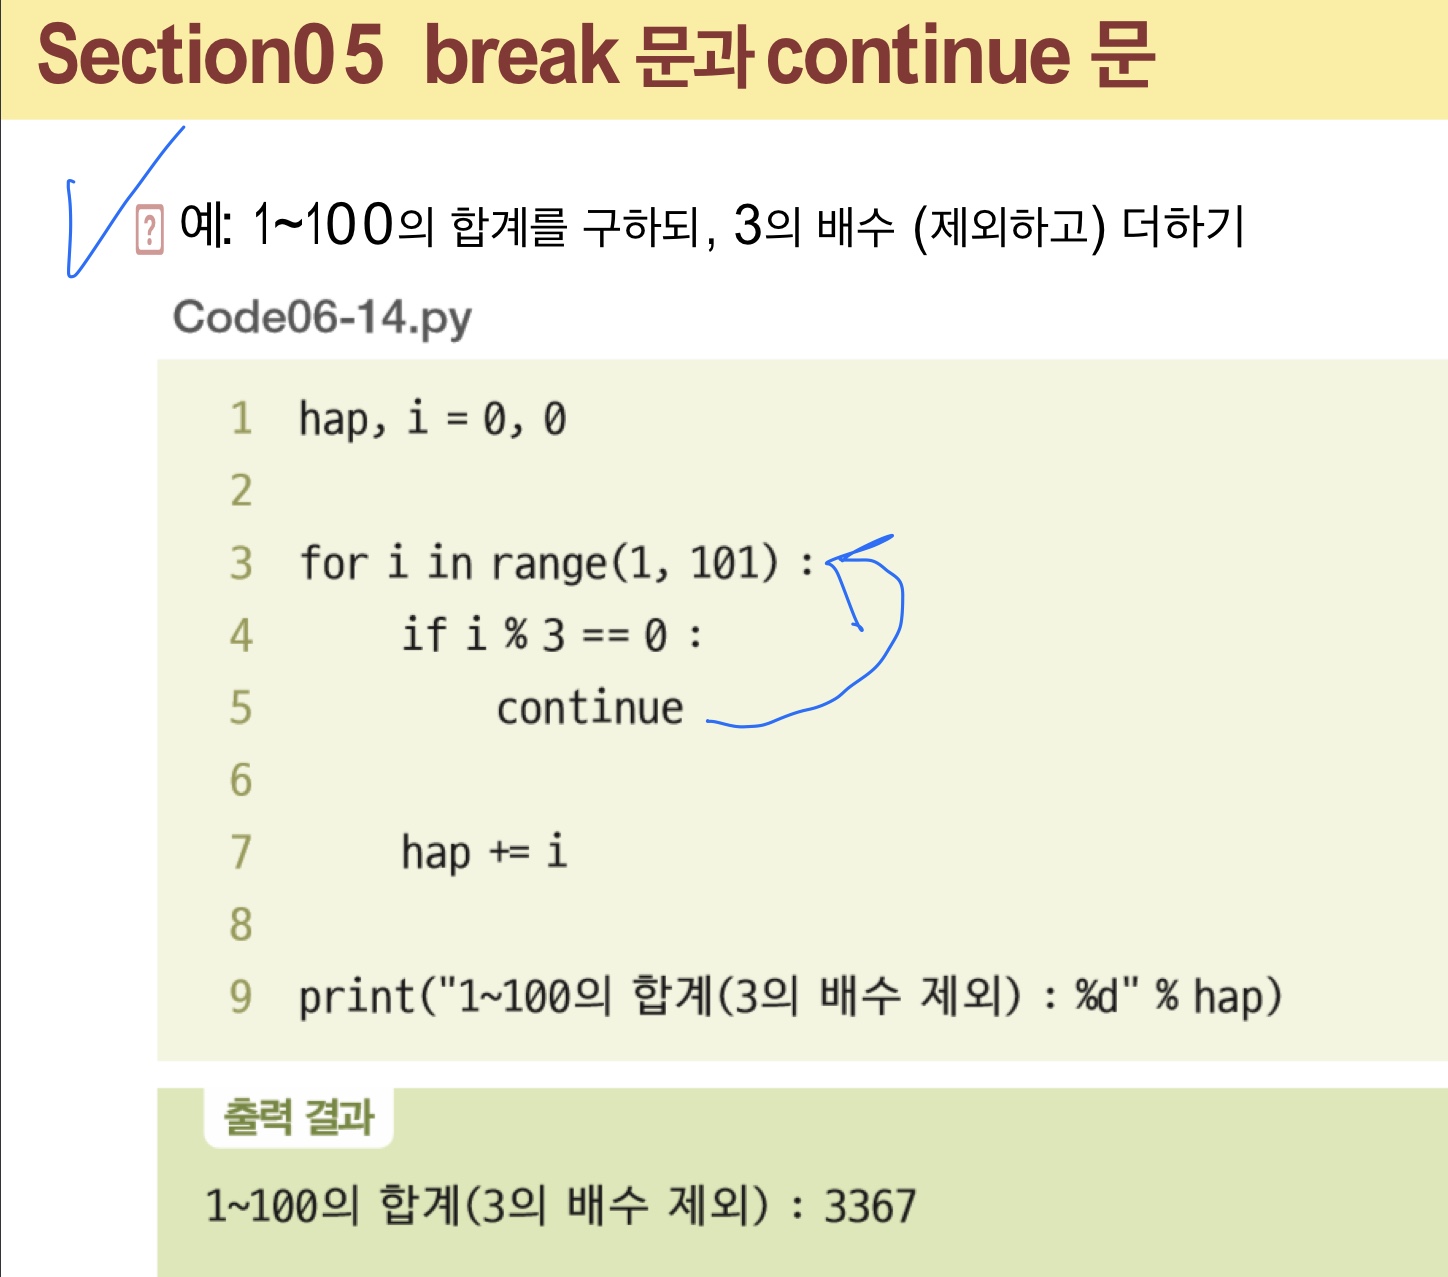 Section05 break 문과 continue 문
예: 1~100의 합계를 구하되, 3의 배수 (제외하고) 더하기
Code06-14.py
1 hap, i = 0, 0
2
3 for i in range(1, 101) :
4 if i % 3 == 0 :
5 continue
6
7 hap += i
8
9 print("1~100의 합계(3의 배수 제외) : %d" % hap)
출력 결과
1~100의 합계(3의 배수 제외) : 3367